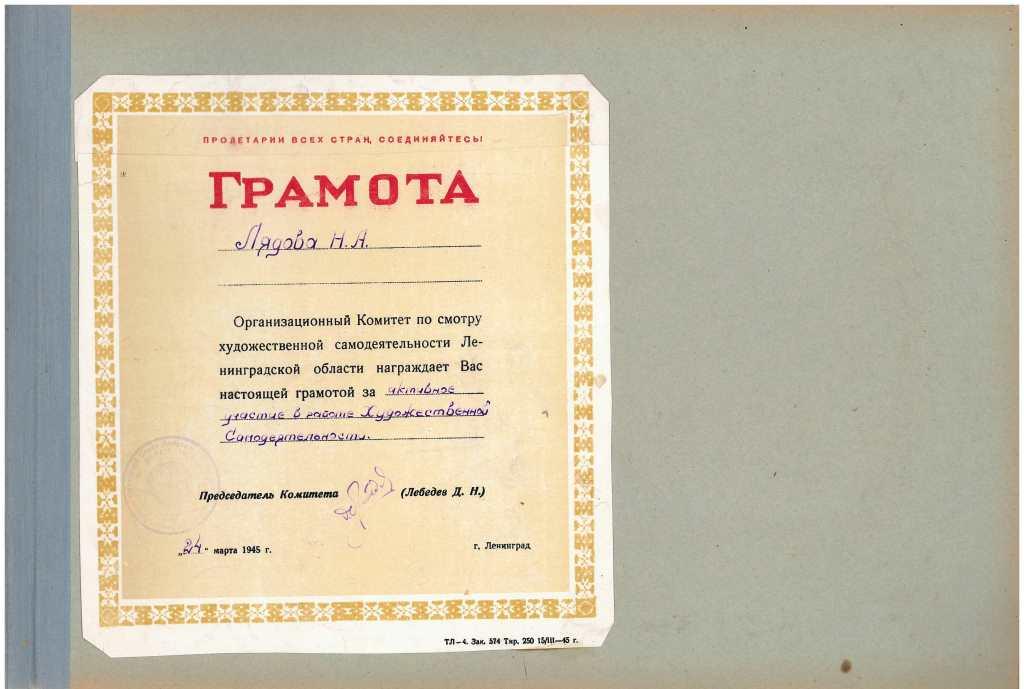 ПРОЛЕТАРИИ ВСЕХ СТРАН, СОЕДИНЯЙТЕСЬ!
ГРАМОТА
Лядова Н. А.
Организационный Комитет по смотру
художественной самодеятельности Ле-
нинградской области награждает Вас
настоящей грамотой за активное
участие в работе Художественной
Самодеятельности.
Председатель Комитета (Лебедев Д. Н.)
„24“ марта 1945 г. г. Ленинград
ТЛ—4. Зак. 574 Тир. 250 15/III—45 г.